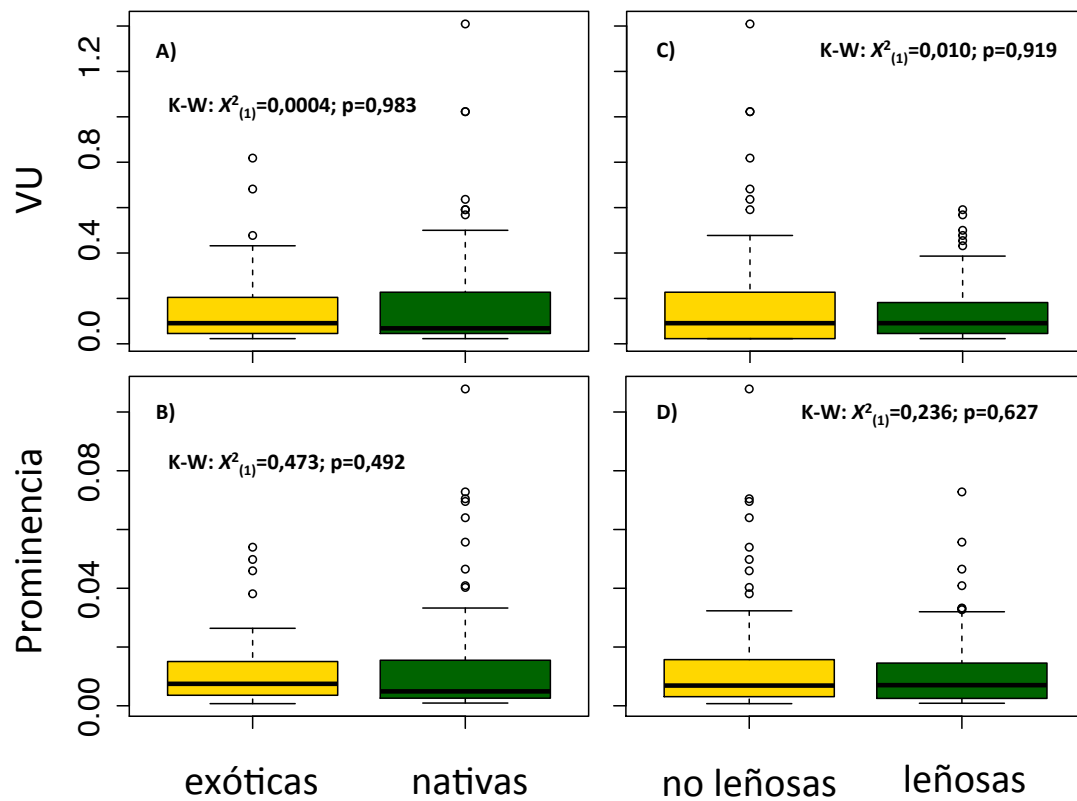 A)
K-W: X²(1)=0,0004; p=0,983
C)
K-W: X²(1)=0,010; p=0,919
VU
1.2
0.8
0.4
0.0
B)
K-W: X²(1)=0,473; p=0,492
D)
K-W: X²(1)=0,236; p=0,627
Prominencia
0.08
0.04
0.00
exóticas
nativas
no leñosas
leñosas